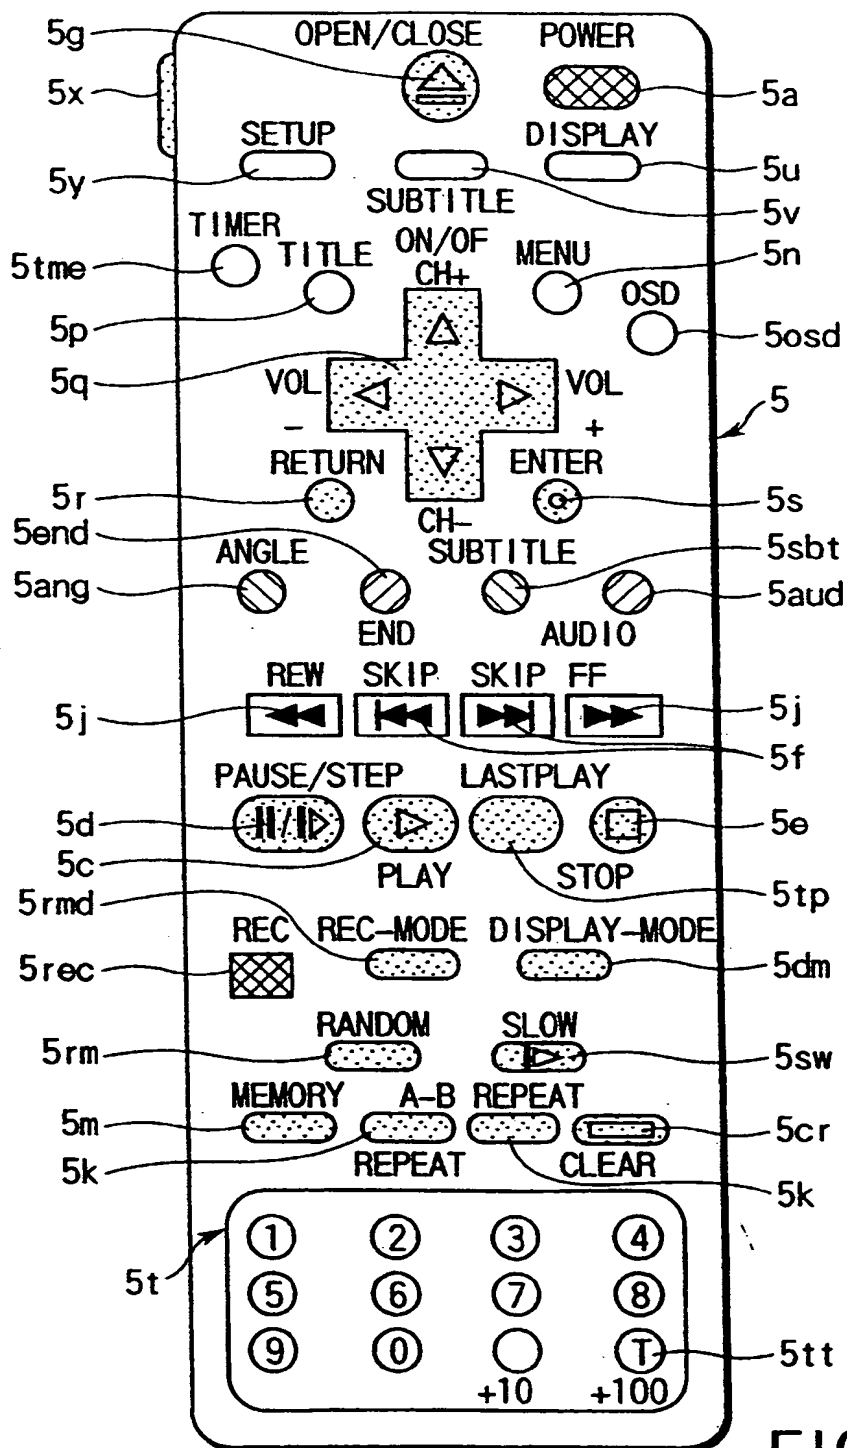 5g OPEN/CLOSE POWER
5x 5a
SETUP DISPLAY
5y 5u
SUBTITLE 5v
TIMER ON/OF
TITLE CH+ MENU 5n
5tme OSD
5p 5osd
5q VOL VOL
- + 5
RETURN ENTER
5r 5s
5end CH-
ANGLE SUBTITLE 5sbt
5ang 5aud
END AUDIO
REW SKIP SKIP FF
5j 5j
5f
PAUSE/STEP LASTPLAY
5d / 5e
5c PLAY STOP
5rmd 5tp
REC REC-MODE DISPLAY-MODE
5rec 5dm
RANDOM SLOW
5rm 5sw
MEMORY A-B REPEAT
5m 5cr
5k REPEAT CLEAR
5k
1 2 3 4
5t 5 6 7 8
9 0 T 5tt
+10 +100